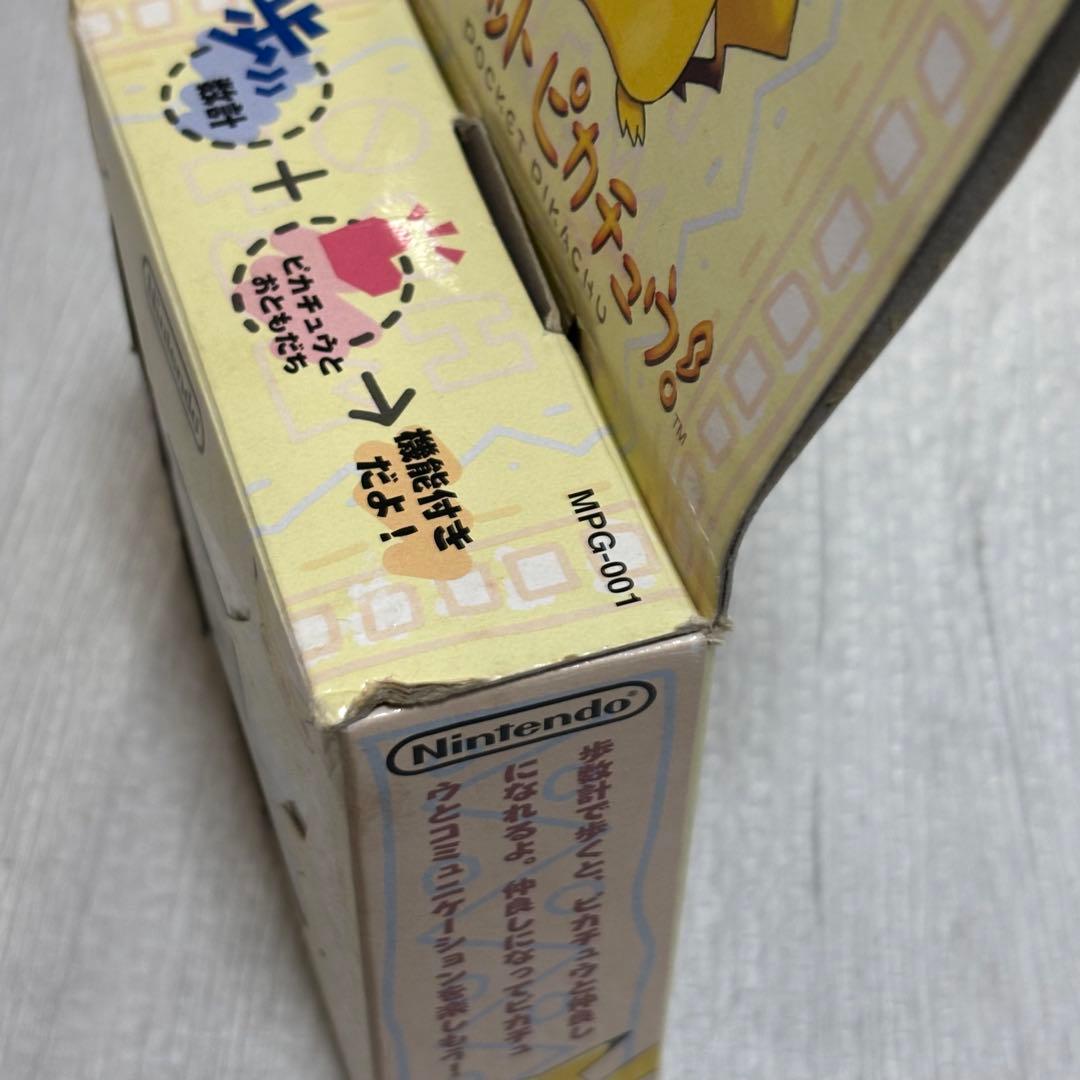 歩
数計
+
ピカチュウと
おともだち
機能付き
だよ!
MPG-001
ットピカチュウ。
TM
POCKET PIKACHU
Nintendo
Nintendo
歩数計で歩くと、ピカチュウと仲良し
になれるよ。仲良しになってピカチュ
ウとコミュニケーションを楽しもう!